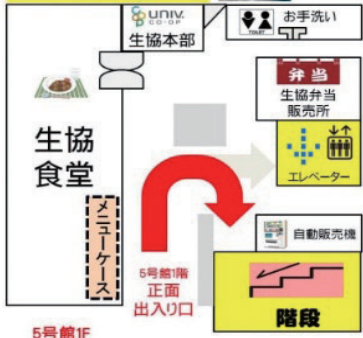 UNIV.
CO-OP
生協本部
お手洗い
TOILET
弁当
生協弁当
販売所
生協
食堂
エレベーター
メニューケース
自動販売機
5号館1階
正面
出入り口
階段
5号館1F